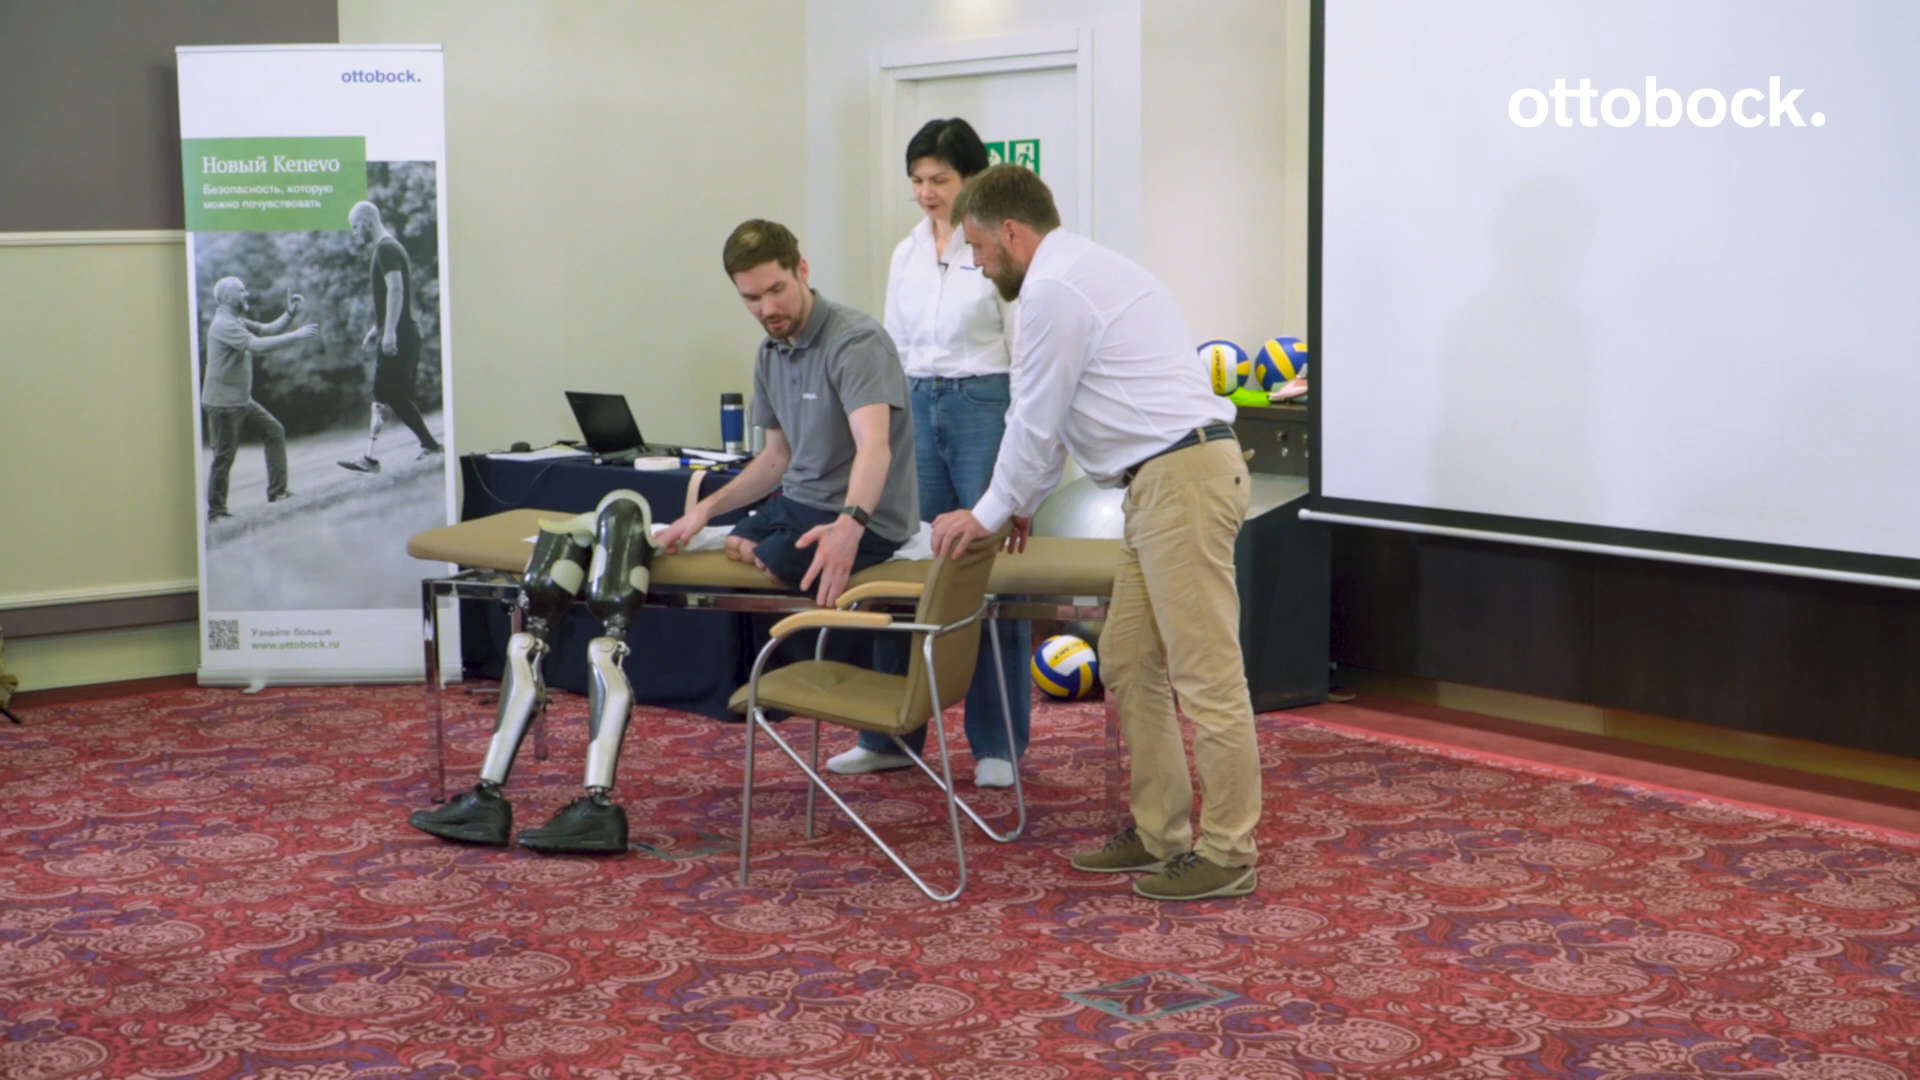 ottobock.
Новый Kenevo
Безопасность, которую
можно почувствовать
Узнайте больше
www.ottobock.ru
ottobock.